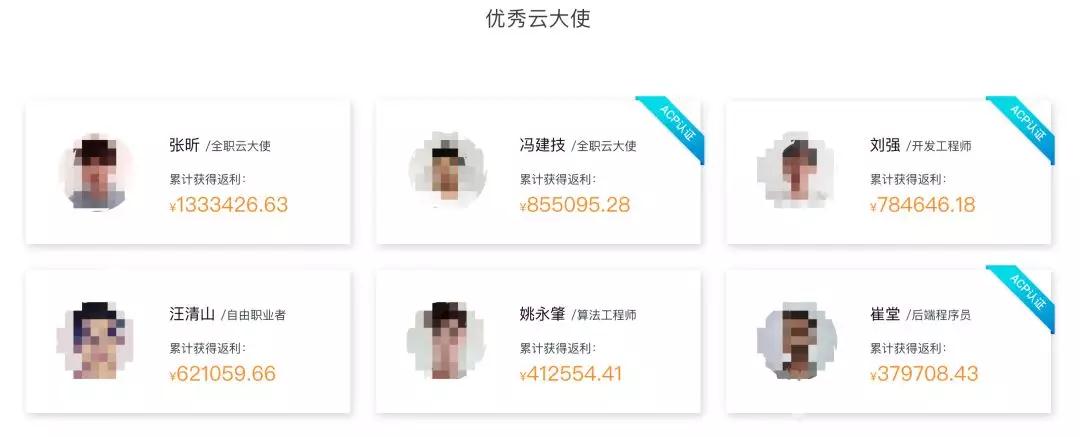 优秀云大使
张昕 /全职云大使
累计获得返利：
¥1333426.63
ACP认证
冯建技 /全职云大使
累计获得返利：
¥855095.28
ACP认证
刘强 /开发工程师
累计获得返利：
¥784646.18
汪清山 /自由职业者
累计获得返利：
¥621059.66
姚永肇 /算法工程师
累计获得返利：
¥412554.41
ACP认证
崔堂 /后端程序员
累计获得返利：
¥379708.43